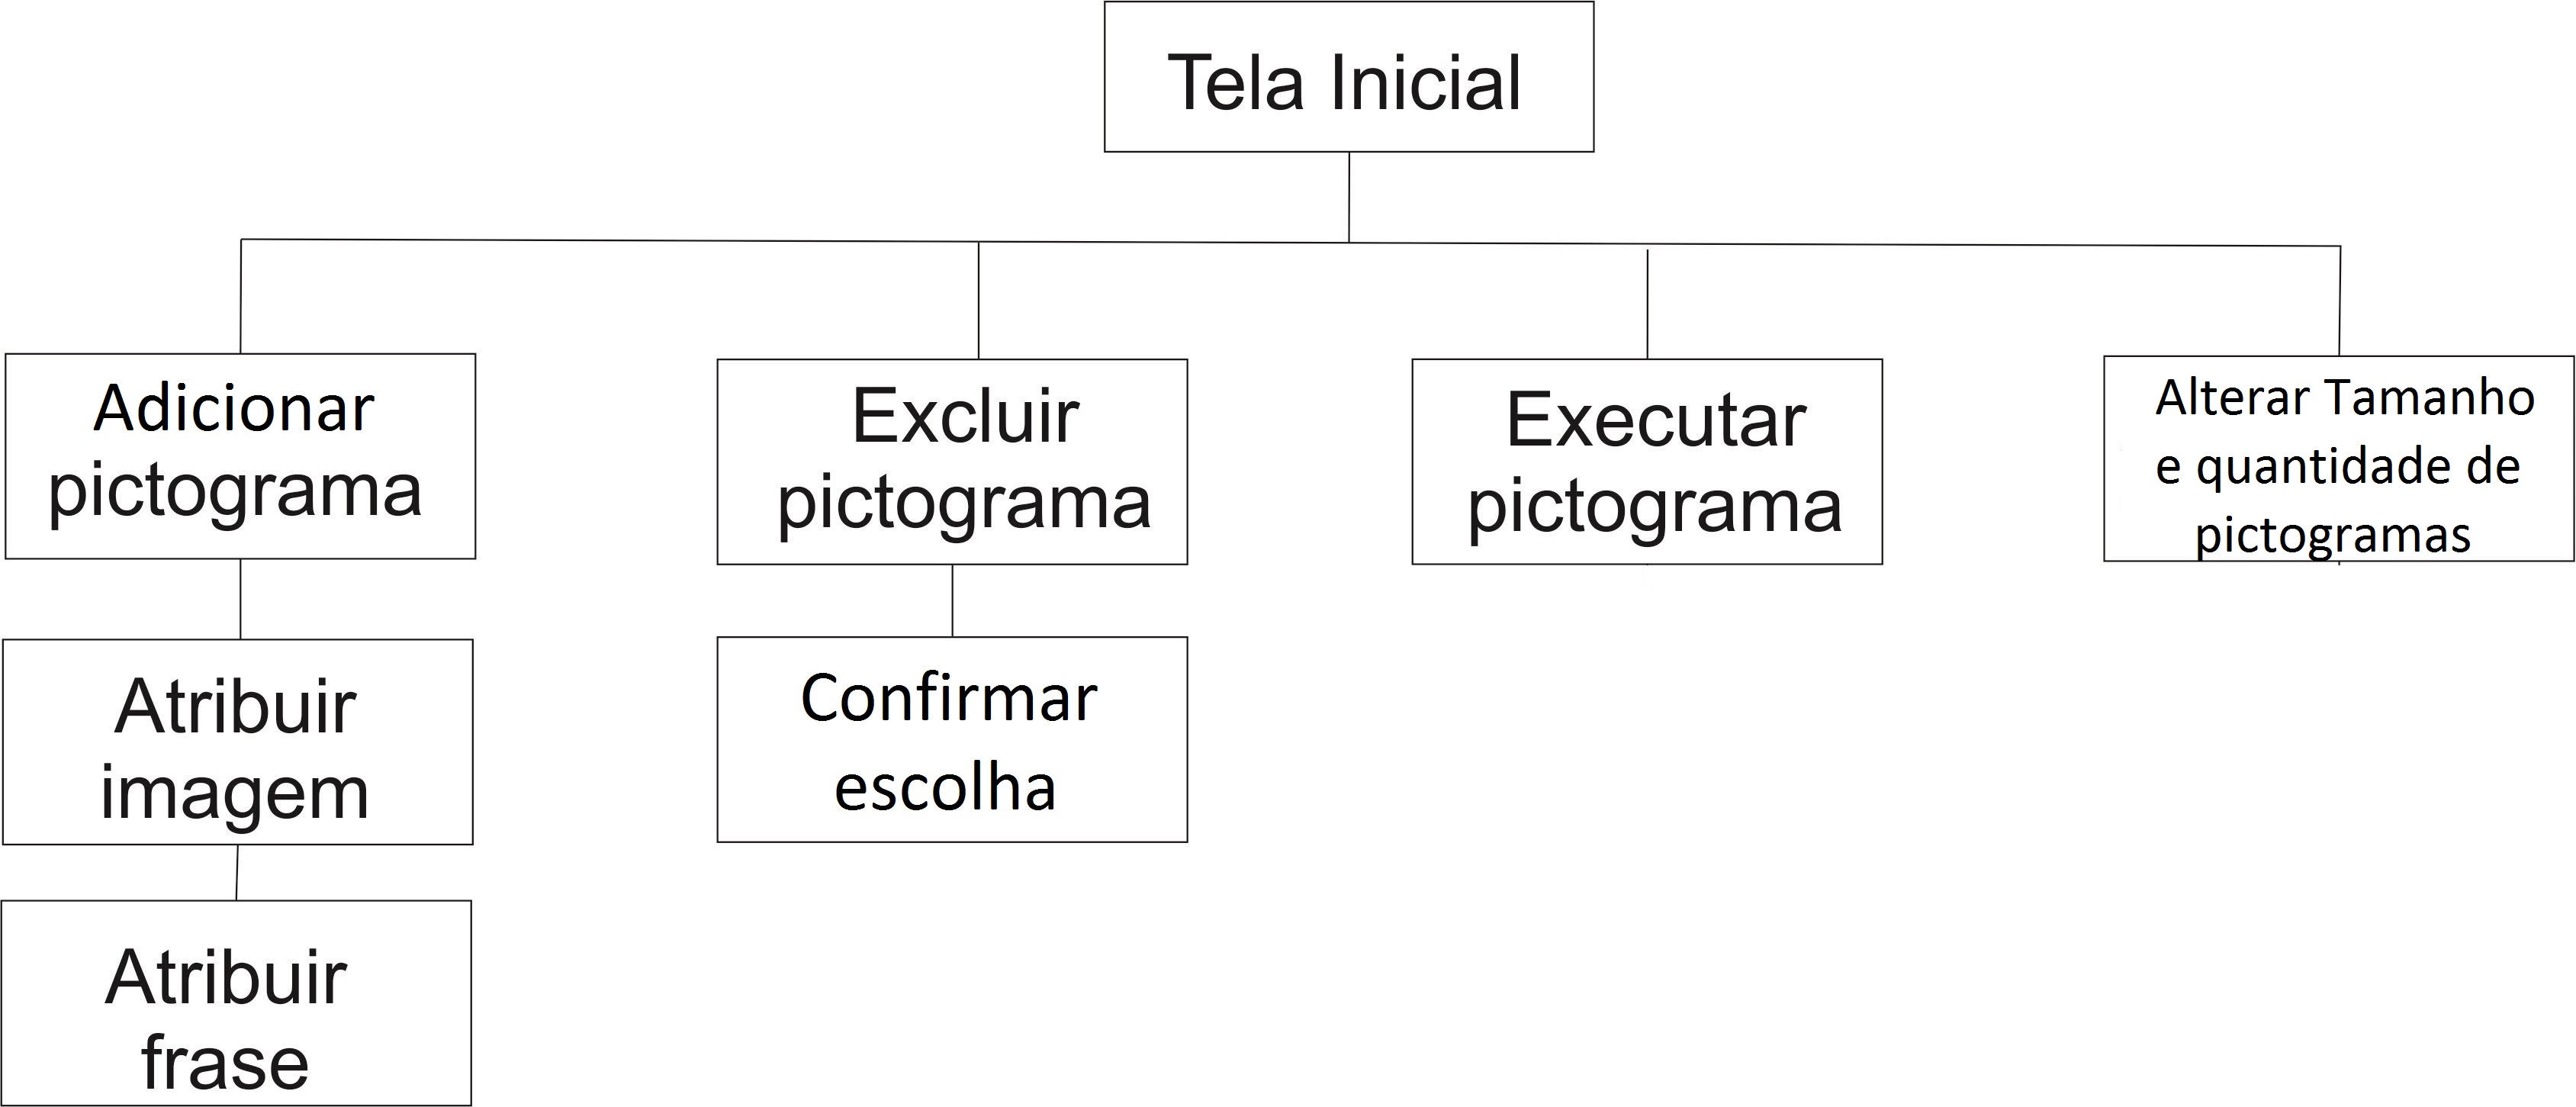 Tela Inicial
Adicionar
pictograma
Excluir
pictograma
Executar
pictograma
Alterar Tamanho
e quantidade de
pictogramas
Atribuir
imagem
Confirmar
escolha
Atribuir
frase